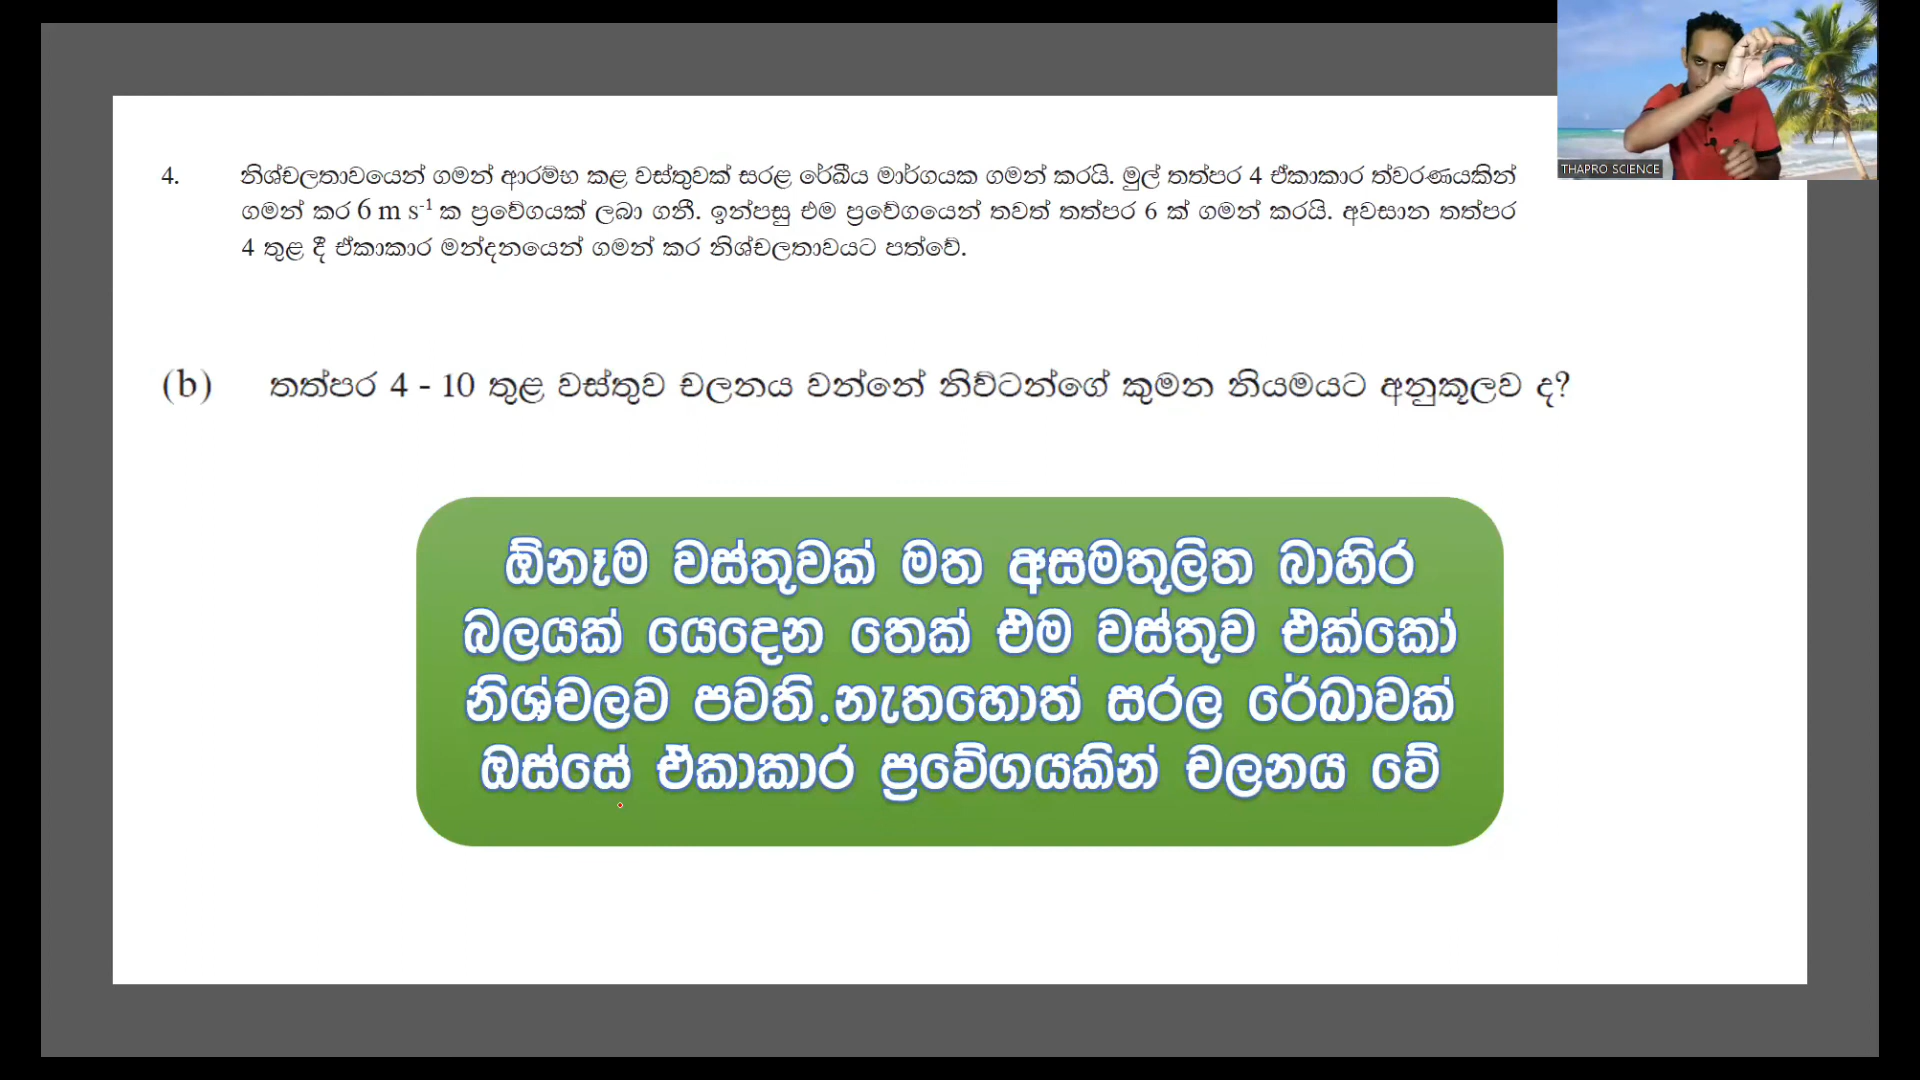 THAPRO SCIENCE
4. නිශ්චලතාවයෙන් ගමන් ආරම්භ කළ වස්තුවක් සරළ රේඛීය මාර්ගයක ගමන් කරයි. මුල් තත්පර 4 ඒකාකාර ත්වරණයකින්
ගමන් කර 6 m s⁻¹ ක ප්‍රවේගයක් ලබා ගනී. ඉන්පසු එම ප්‍රවේගයෙන් තවත් තත්පර 6 ක් ගමන් කරයි. අවසාන තත්පර
4 තුළ දී ඒකාකාර මන්දනයෙන් ගමන් කර නිශ්චලතාවයට පත්වේ.
(b) තත්පර 4 - 10 තුළ වස්තුව චලනය වන්නේ නිව්ටන්ගේ කුමන නියමයට අනුකූලව ද?
ඕනෑම වස්තුවක් මත අසමතුලිත බාහිර
බලයක් යෙදෙන තෙක් එම වස්තුව එක්කෝ
නිශ්චලව පවති.නැතහොත් සරල රේඛාවක්
ඔස්සේ ඒකාකාර ප්‍රවේගයකින් චලනය වේ